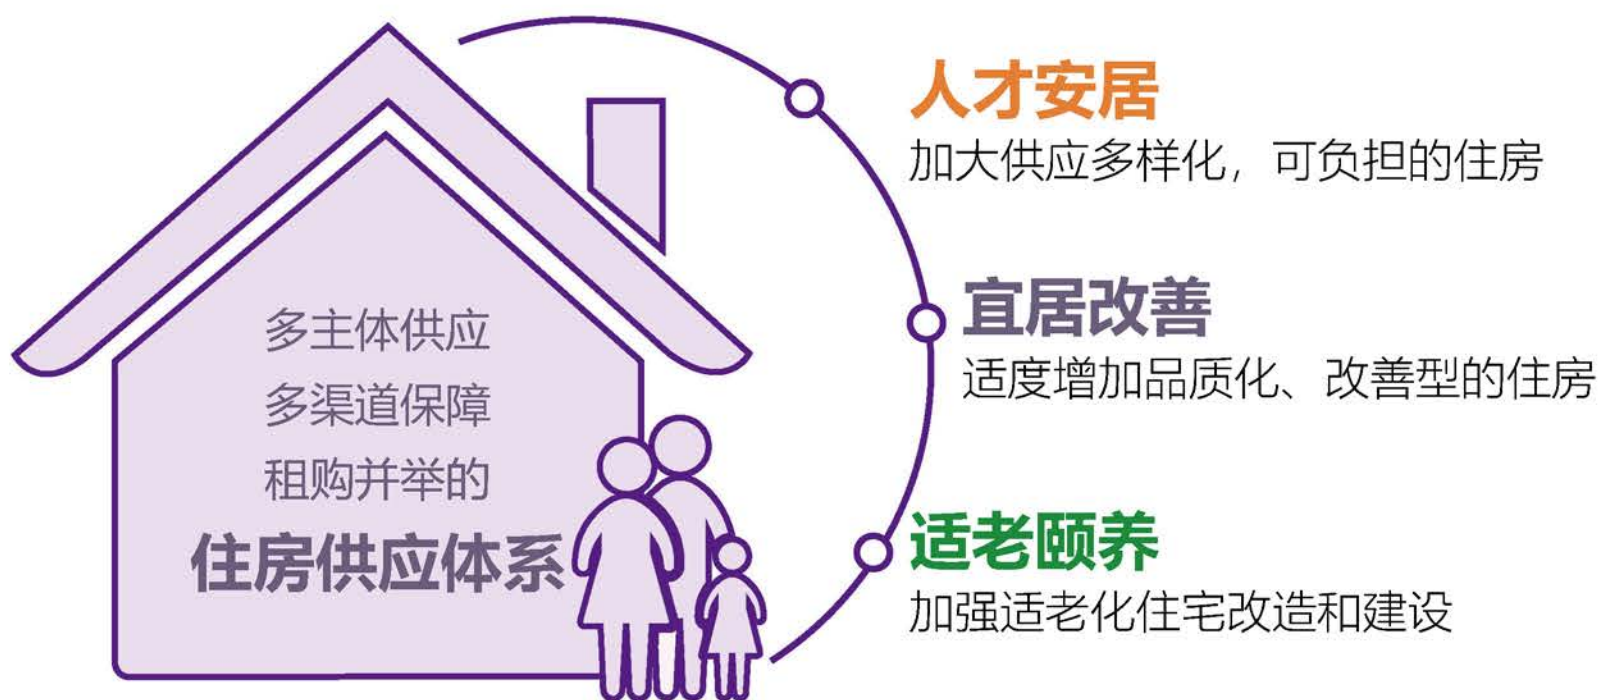 多主体供应
多渠道保障
租购并举的
住房供应体系
人才安居
加大供应多样化，可负担的住房
宜居改善
适度增加品质化、改善型的住房
适老颐养
加强适老化住宅改造和建设